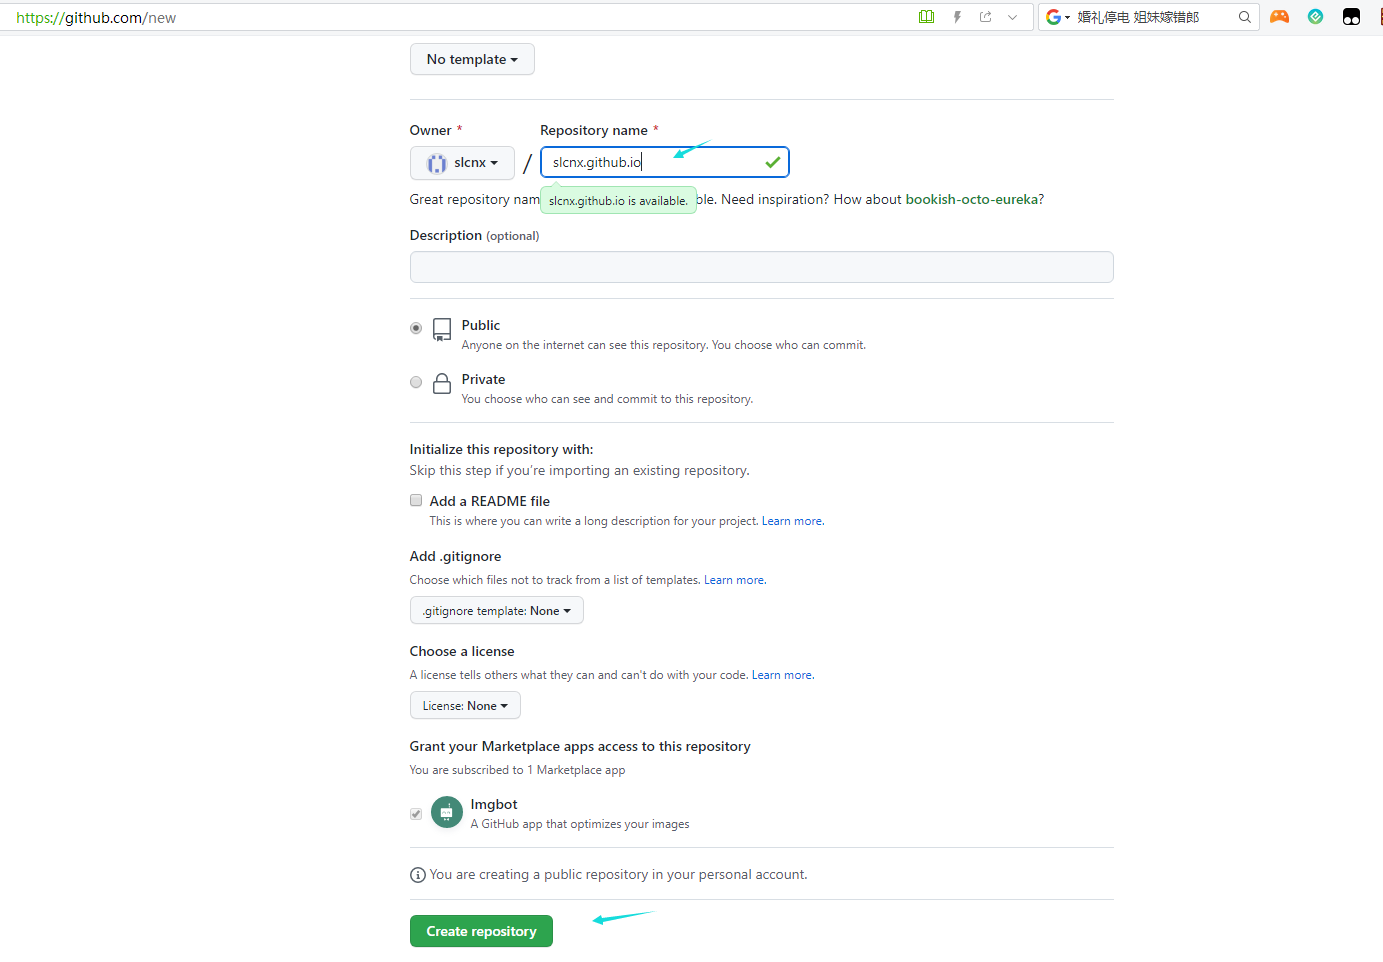 https://github.com/new
婚礼停电 姐妹嫁错郎
No template
Owner *
Repository name *
slcnx
/
slcnx.github.io
Great repository nam
slcnx.github.io is available.
ble. Need inspiration? How about bookish-octo-eureka?
Description (optional)
Public
Anyone on the internet can see this repository. You choose who can commit.
Private
You choose who can see and commit to this repository.
Initialize this repository with:
Skip this step if you're importing an existing repository.
Add a README file
This is where you can write a long description for your project. Learn more.
Add .gitignore
Choose which files not to track from a list of templates. Learn more.
.gitignore template: None
Choose a license
A license tells others what they can and can't do with your code. Learn more.
License: None
Grant your Marketplace apps access to this repository
You are subscribed to 1 Marketplace app
Imgbot
A GitHub app that optimizes your images
You are creating a public repository in your personal account.
Create repository